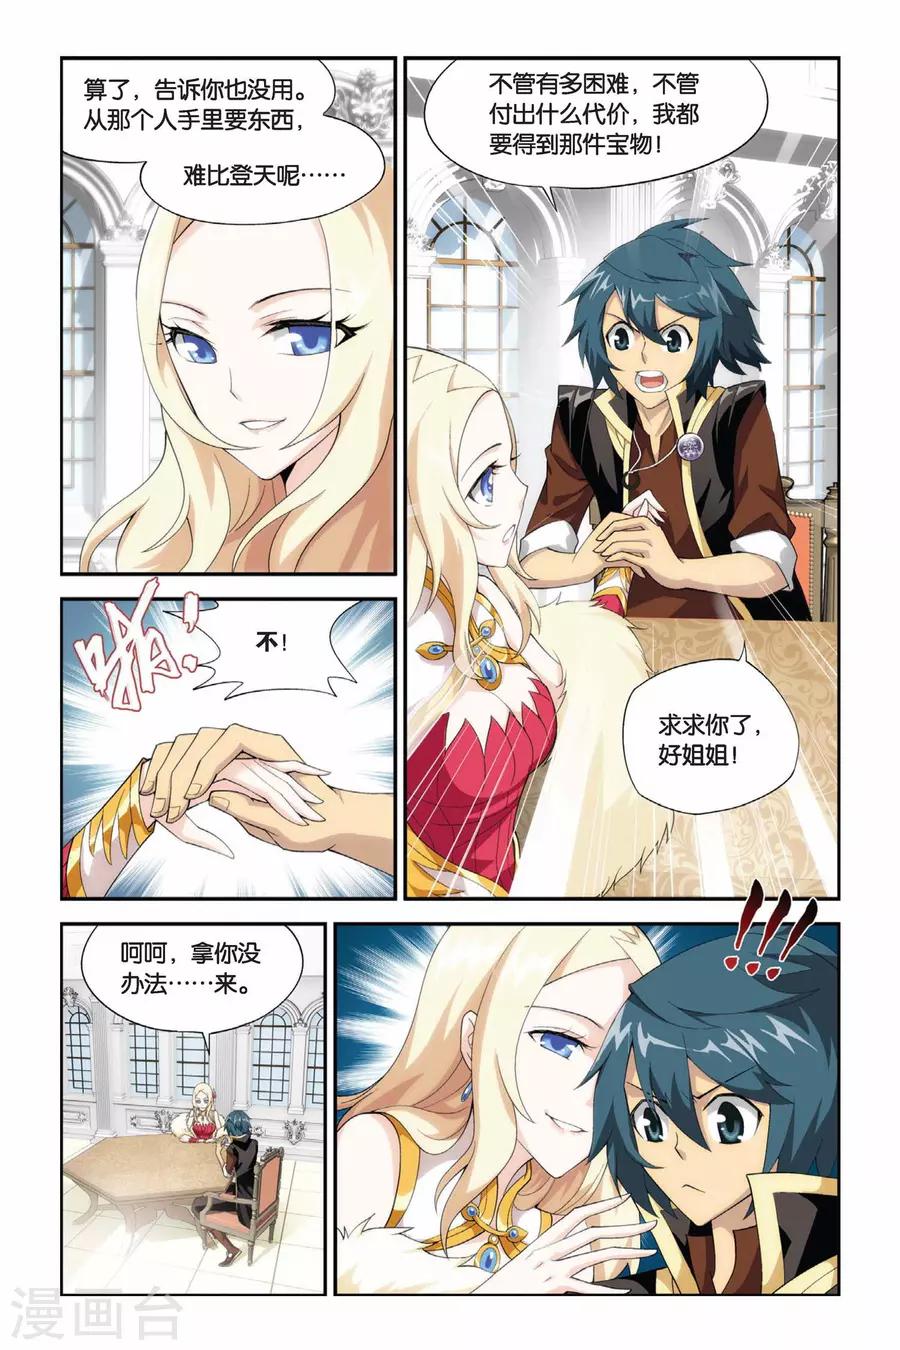 算了，告诉你也没用。
从那个人手里要东西，
难比登天呢……
啪！
不！
不管有多困难，不管
付出什么代价，我都
要得到那件宝物！
求求你了，
好姐姐！
呵呵，拿你没
办法……来。
!!!
漫画台